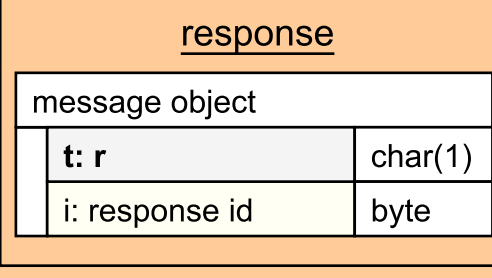 response
message object
t: r char(1)
i: response id byte